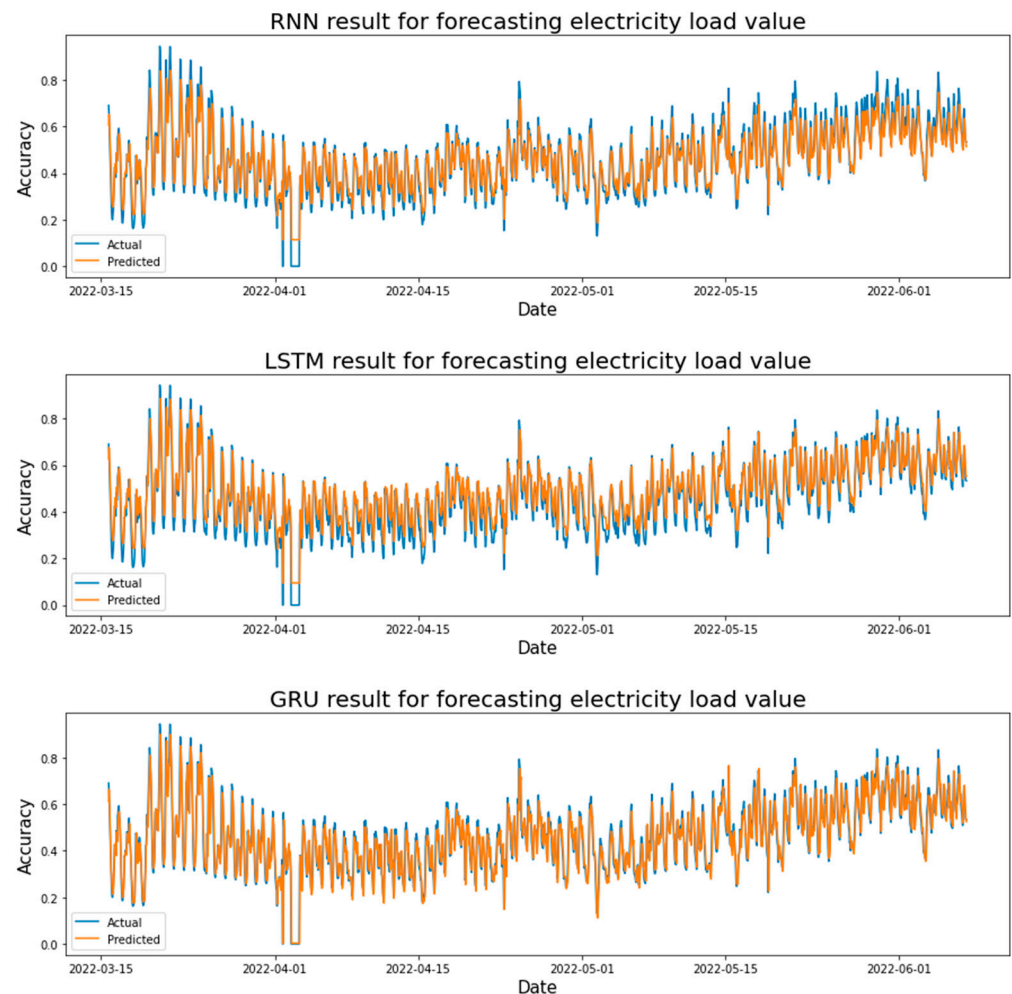 RNN result for forecasting electricity load value
Accuracy
0.8
0.6
0.4
0.2
0.0
Actual
Predicted
2022-03-15 2022-04-01 2022-04-15 2022-05-01 2022-05-15 2022-06-01
Date
LSTM result for forecasting electricity load value
Accuracy
0.8
0.6
0.4
0.2
0.0
Actual
Predicted
2022-03-15 2022-04-01 2022-04-15 2022-05-01 2022-05-15 2022-06-01
Date
GRU result for forecasting electricity load value
Accuracy
0.8
0.6
0.4
0.2
0.0
Actual
Predicted
2022-03-15 2022-04-01 2022-04-15 2022-05-01 2022-05-15 2022-06-01
Date